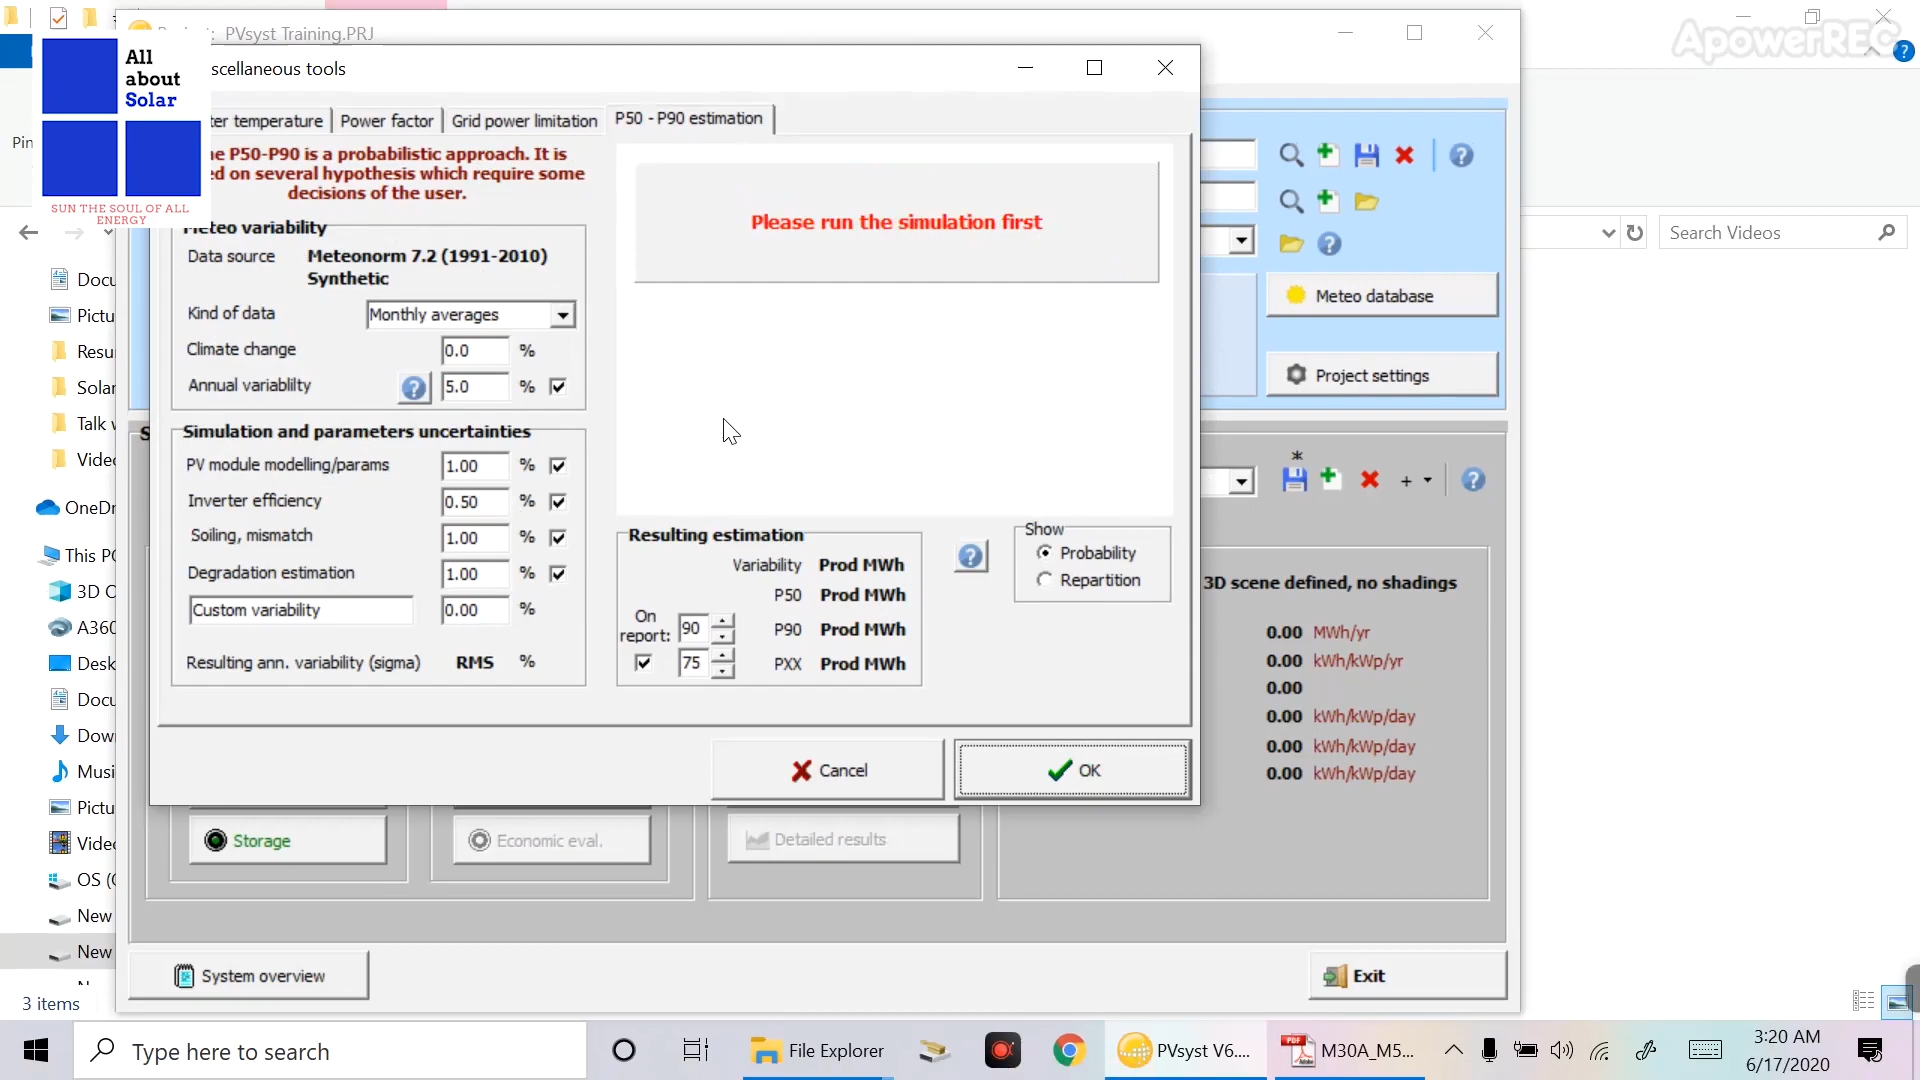 PVsyst Training.PRJ
ApowerREC
All
about
Solar
SUN THE SOUL OF ALL
ENERGY
scellaneous tools
ter temperature
Power factor
Grid power limitation
P50 - P90 estimation
e P50-P90 is a probabilistic approach. It is
ed on several hypothesis which require some
decisions of the user.
Please run the simulation first
Meteo variability
Data source
Meteonorm 7.2 (1991-2010)
Synthetic
Kind of data
Monthly averages
Climate change
0.0
%
Annual variablilty
?
5.0
%
Simulation and parameters uncertainties
PV module modelling/params
1.00
%
Inverter efficiency
0.50
%
Soiling, mismatch
1.00
%
Degradation estimation
1.00
%
Custom variability
0.00
%
Resulting ann. variability (sigma)
RMS
%
Resulting estimation
Variability
Prod MWh
P50
Prod MWh
On
report:
90
P90
Prod MWh
75
PXX
Prod MWh
?
Show
Probability
Repartition
Cancel
OK
Meteo database
Project settings
3D scene defined, no shadings
0.00 MWh/yr
0.00 kWh/kWp/yr
0.00
0.00 kWh/kWp/day
0.00 kWh/kWp/day
0.00 kWh/kWp/day
Storage
Economic eval.
Detailed results
System overview
Exit
Search Videos
Pin
Docu
Pictu
Resu
Solar
Talk w
Video
OneDr
This PC
3D O
A360
Desk
Docu
Dow
Musi
Pictu
Video
OS (C
New
New
3 items
Type here to search
File Explorer
PVsyst V6....
M30A_M5...
3:20 AM
6/17/2020